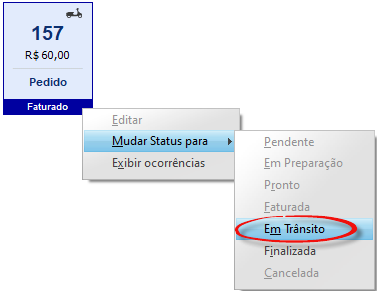 157
R$ 60,00
Pedido
Faturado
Editar
Mudar Status para
Exibir ocorrências
Pendente
Em Preparação
Pronto
Faturada
Em Trânsito
Finalizada
Cancelada